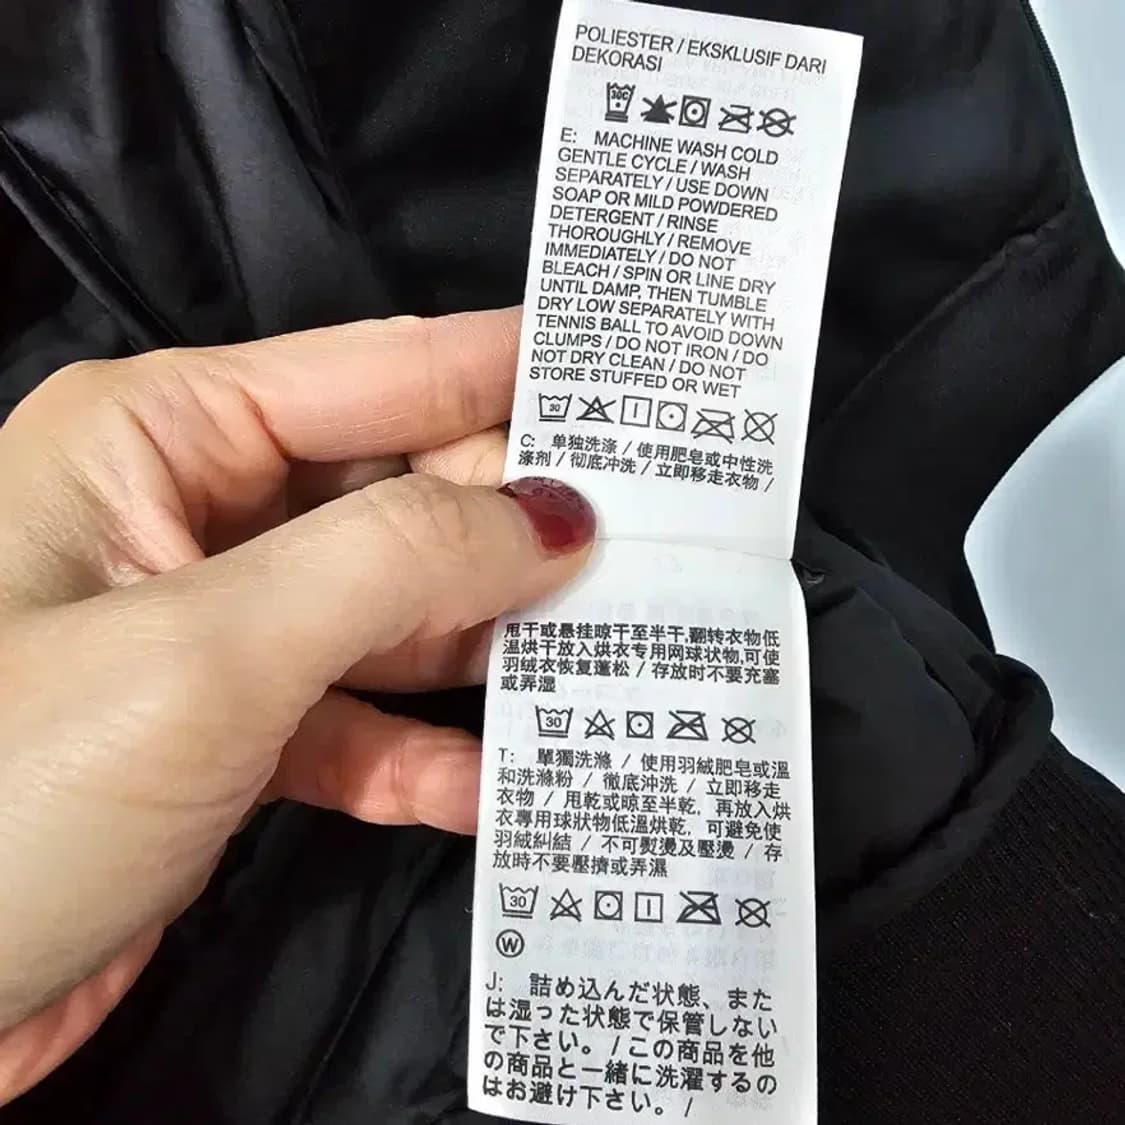 POLIESTER / EKSKLUSIF DARI
DEKORASI
30C
E: MACHINE WASH COLD
GENTLE CYCLE / WASH
SEPARATELY / USE DOWN
SOAP OR MILD POWDERED
DETERGENT / RINSE
THOROUGHLY / REMOVE
IMMEDIATELY / DO NOT
BLEACH / SPIN OR LINE DRY
UNTIL DAMP, THEN TUMBLE
DRY LOW SEPARATELY WITH
TENNIS BALL TO AVOID DOWN
CLUMPS / DO NOT IRON / DO
NOT DRY CLEAN / DO NOT
STORE STUFFED OR WET
30
C: 单独洗涤 / 使用肥皂或中性洗
涤剂 / 彻底冲洗 / 立即移走衣物 /
甩干或悬挂晾干至半干,翻转衣物低
温烘干放入烘衣专用网球状物,可使
羽绒衣恢复蓬松 / 存放时不要充塞
或弄湿
30
T: 單獨洗滌 / 使用羽絨肥皂或溫
和洗滌粉 / 徹底沖洗 / 立即移走
衣物 / 甩乾或晾至半乾, 再放入烘
衣專用球狀物低溫烘乾, 可避免使
羽絨糾結 / 不可熨燙及壓燙 / 存
放時不要壓擠或弄濕
30
W
J: 詰め込んだ状態、また
は湿った状態で保管しない
で下さい。 / この商品を他
の商品と一緒に洗濯するの
はお避け下さい。 /